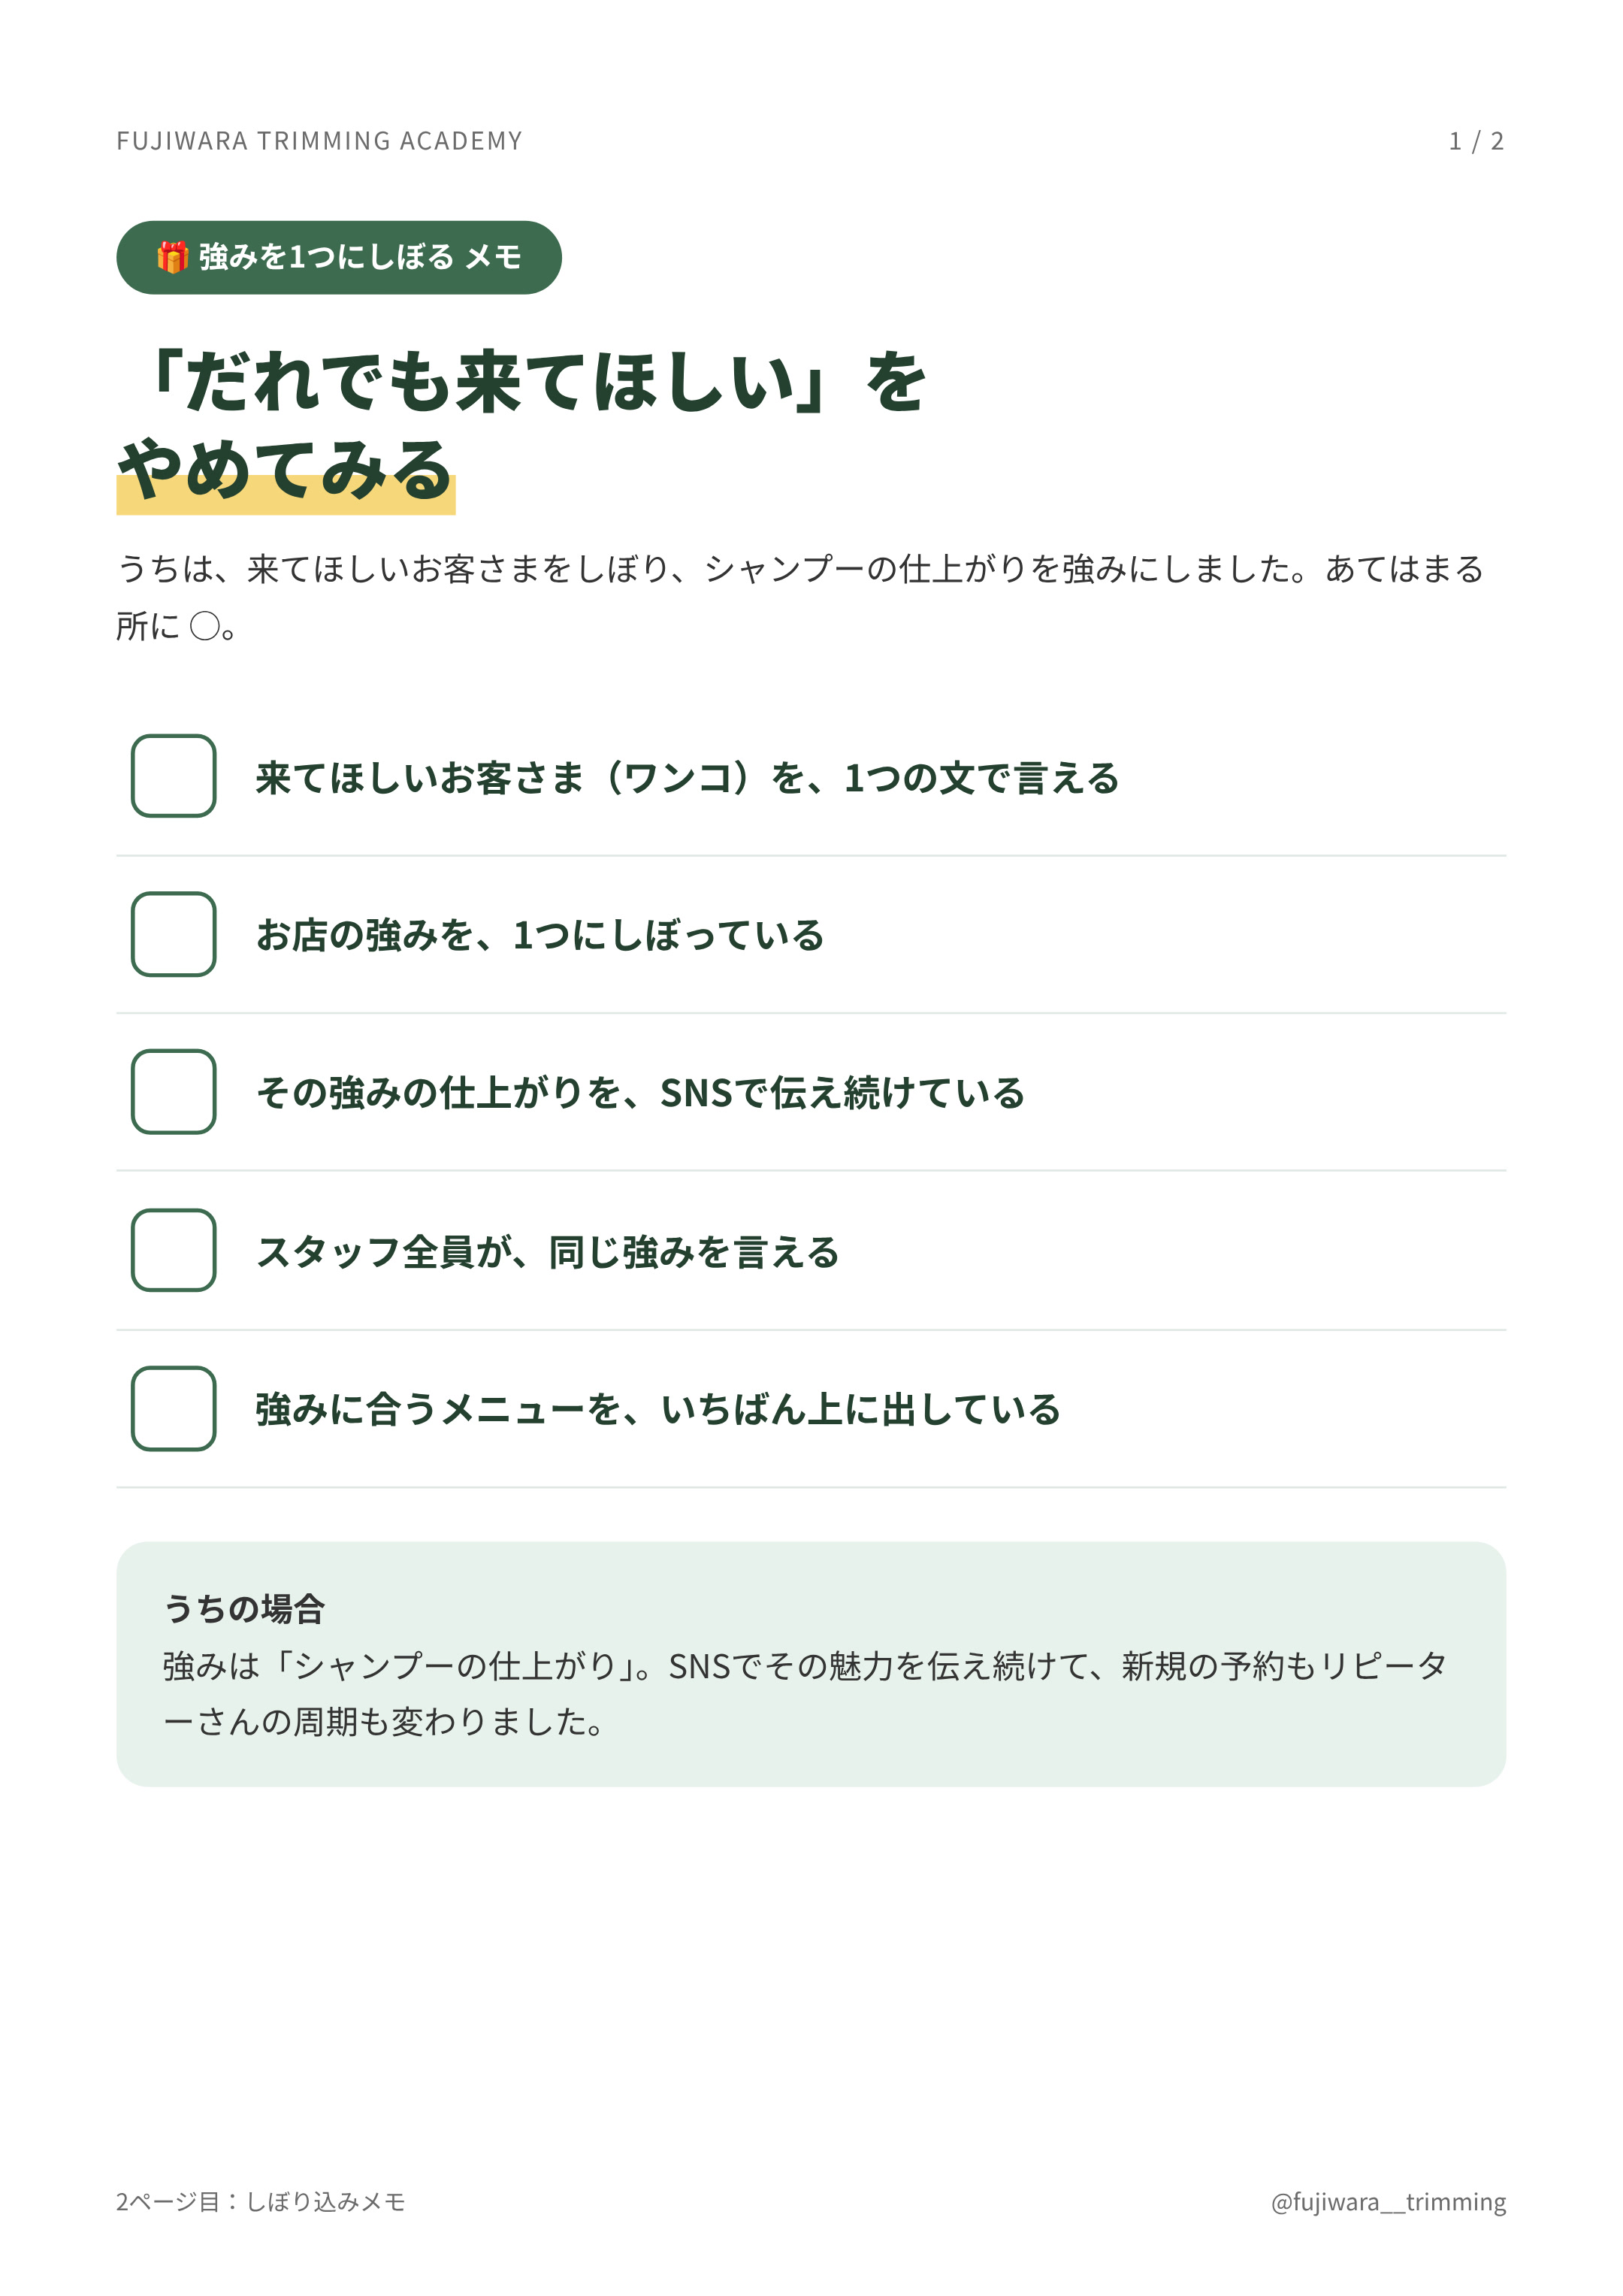 FUJIWARA TRIMMING ACADEMY
1 / 2
🎁 強みを1つにしぼる メモ
「だれでも来てほしい」を
やめてみる
うちは、来てほしいお客さまをしぼり、シャンプーの仕上がりを強みにしました。あてはまる
所に ◯。
来てほしいお客さま（ワンコ）を、1つの文で言える
お店の強みを、1つにしぼっている
その強みの仕上がりを、SNSで伝え続けている
スタッフ全員が、同じ強みを言える
強みに合うメニューを、いちばん上に出している
うちの場合
強みは「シャンプーの仕上がり」。SNSでその魅力を伝え続けて、新規の予約もリピータ
ーさんの周期も変わりました。
2ページ目：しぼり込みメモ
@fujiwara__trimming